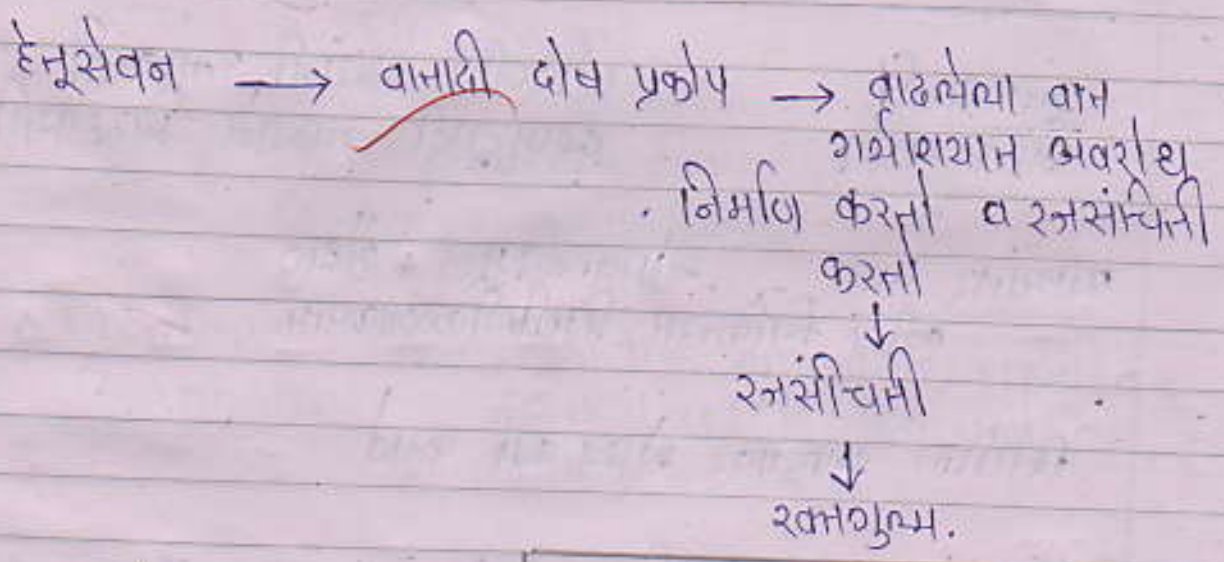 हेतूसेवन → वातादी दोष प्रकोप → वाढलेला वात
गर्भाशयात अवरोध
निर्माण करतो व रक्तसंचिती
करतो
↓
रक्तसंचिती
↓
रक्तगुल्म.